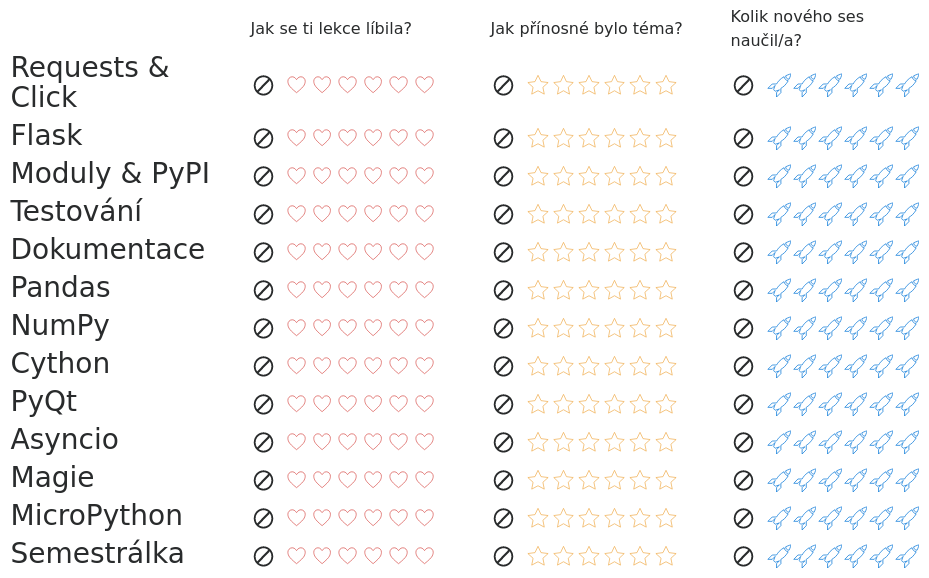 Jak se ti lekce líbila?
Jak přínosné bylo téma?
Kolik nového ses
naučil/a?
Requests &
Click
Flask
Moduly & PyPI
Testování
Dokumentace
Pandas
NumPy
Cython
PyQt
Asyncio
Magie
MicroPython
Semestrálka